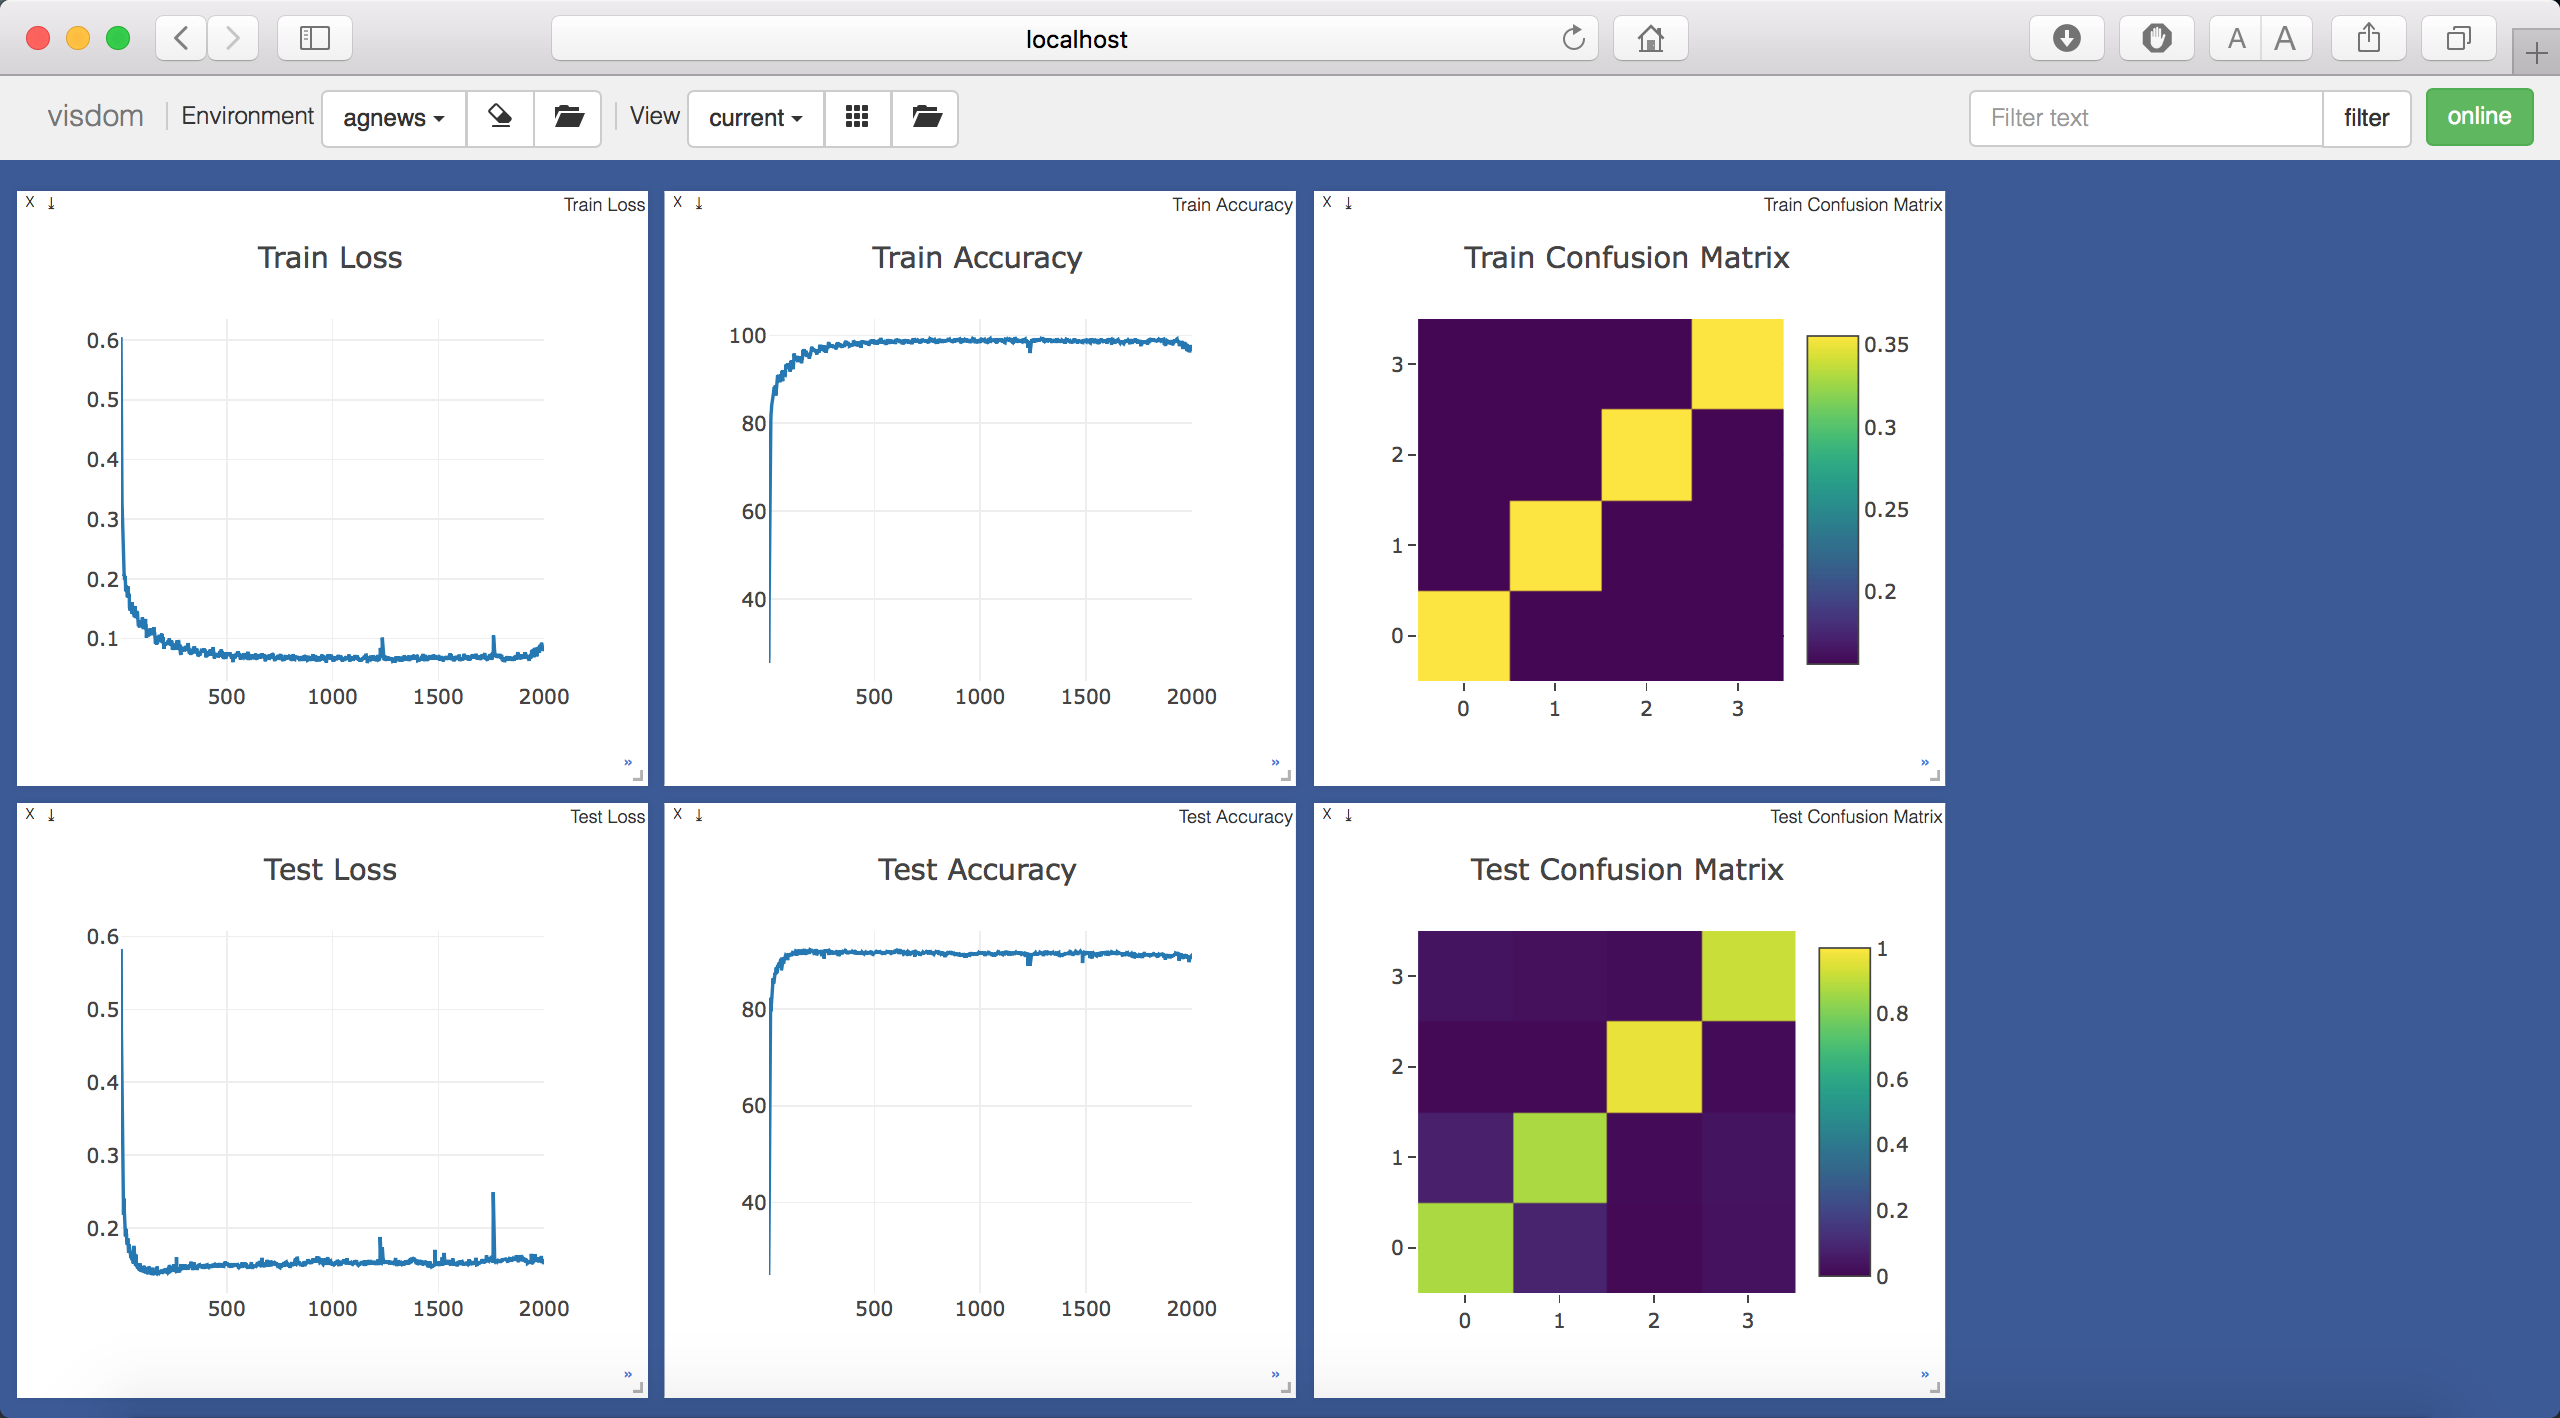 localhost
A A
visdom Environment agnews View current Filter text filter online
X Train Loss
Train Loss
0.6
0.5
0.4
0.3
0.2
0.1
500 1000 1500 2000
»
X Train Accuracy
Train Accuracy
100
80
60
40
500 1000 1500 2000
»
X Train Confusion Matrix
Train Confusion Matrix
3
2
1
0
0 1 2 3
0.35
0.3
0.25
0.2
»
X Test Loss
Test Loss
0.6
0.5
0.4
0.3
0.2
500 1000 1500 2000
»
X Test Accuracy
Test Accuracy
80
60
40
500 1000 1500 2000
»
X Test Confusion Matrix
Test Confusion Matrix
3
2
1
0
0 1 2 3
1
0.8
0.6
0.4
0.2
0
»